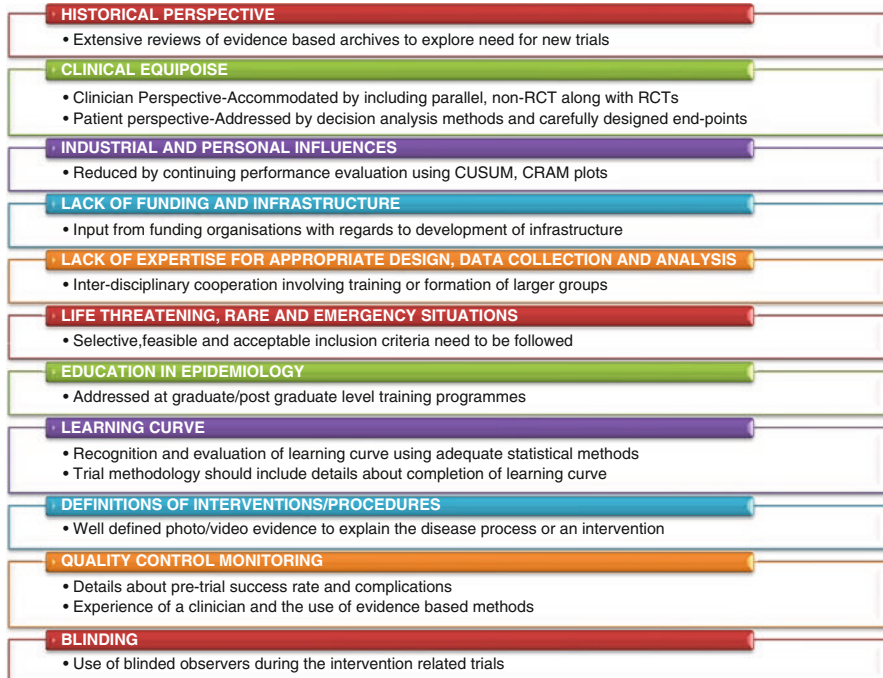 HISTORICAL PERSPECTIVE
• Extensive reviews of evidence based archives to explore need for new trials
CLINICAL EQUIPOISE
• Clinician Perspective-Accommodated by including parallel, non-RCT along with RCTs
• Patient perspective-Addressed by decision analysis methods and carefully designed end-points
INDUSTRIAL AND PERSONAL INFLUENCES
• Reduced by continuing performance evaluation using CUSUM, CRAM plots
LACK OF FUNDING AND INFRASTRUCTURE
• Input from funding organisations with regards to development of infrastructure
LACK OF EXPERTISE FOR APPROPRIATE DESIGN, DATA COLLECTION AND ANALYSIS
• Inter-disciplinary cooperation involving training or formation of larger groups
LIFE THREATENING, RARE AND EMERGENCY SITUATIONS
• Selective,feasible and acceptable inclusion criteria need to be followed
EDUCATION IN EPIDEMIOLOGY
• Addressed at graduate/post graduate level training programmes
LEARNING CURVE
• Recognition and evaluation of learning curve using adequate statistical methods
• Trial methodology should include details about completion of learning curve
DEFINITIONS OF INTERVENTIONS/PROCEDURES
• Well defined photo/video evidence to explain the disease process or an intervention
QUALITY CONTROL MONITORING
• Details about pre-trial success rate and complications
• Experience of a clinician and the use of evidence based methods
BLINDING
• Use of blinded observers during the intervention related trials